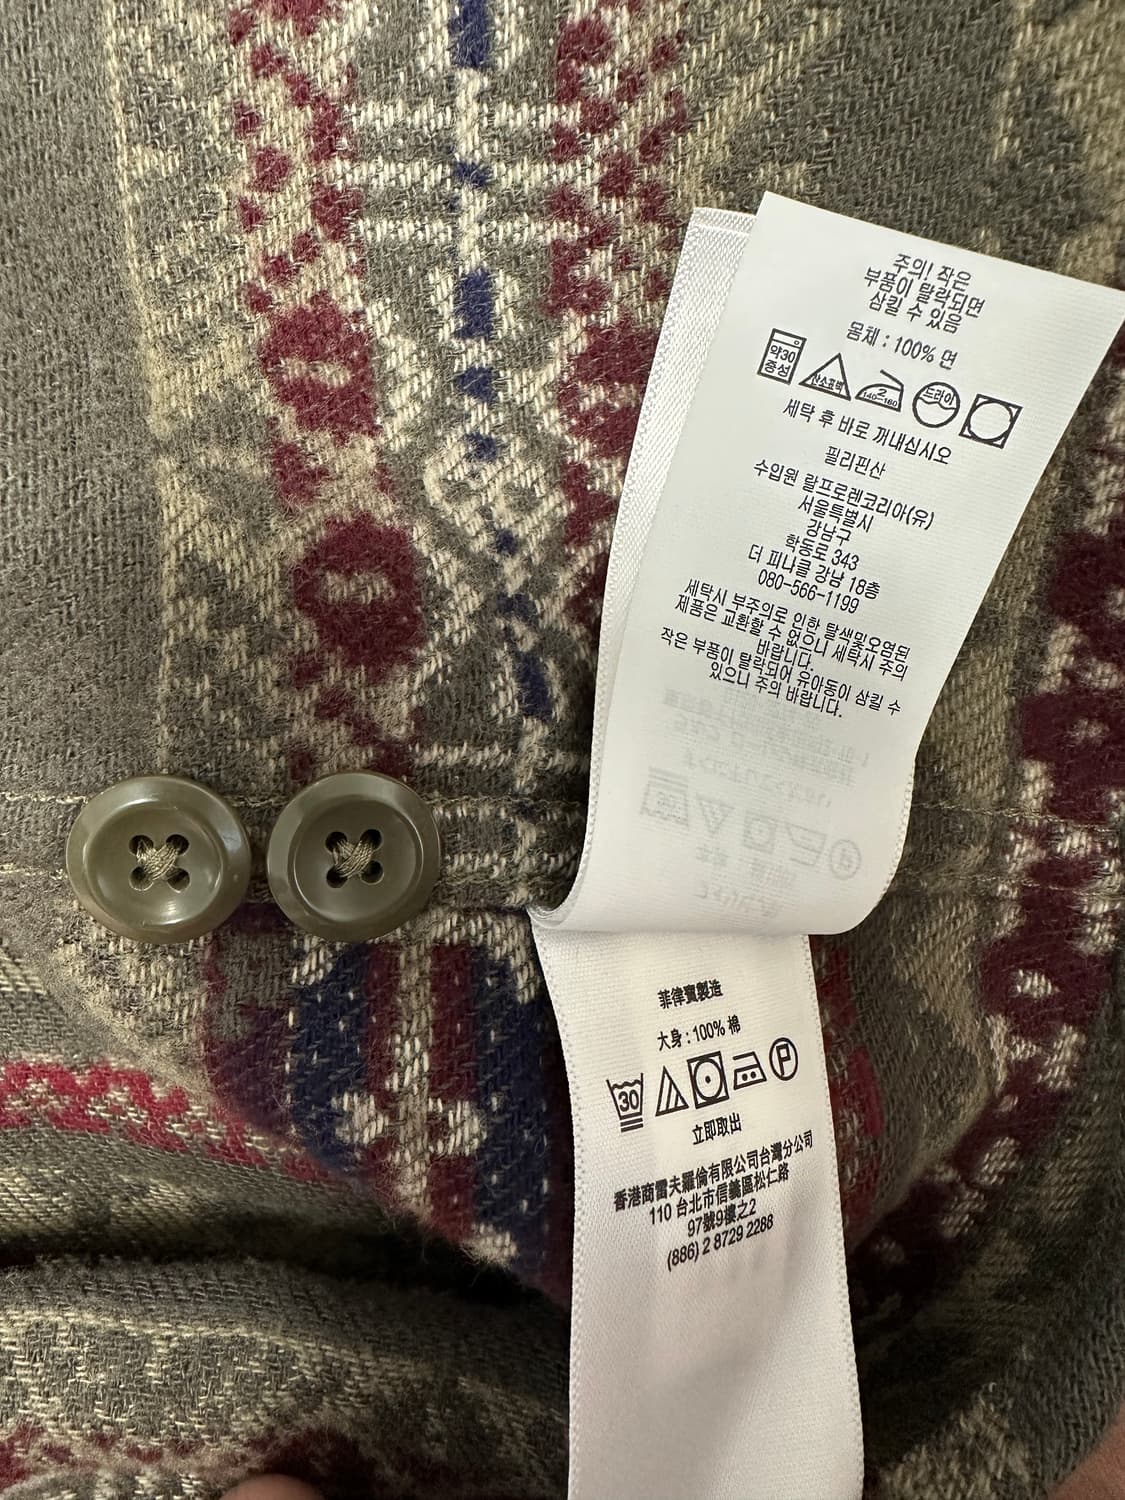 주의! 작은
부품이 탈락되면
삼킬 수 있음
몸체 : 100% 면
약30
중성
산소표백
2
140~160
드라이
세탁 후 바로 꺼내십시오
필리핀산
수입원 랄프로렌코리아(유)
서울특별시
강남구
학동로 343
더 피나클 강남 18층
080-566-1199
세탁시 부주의로 인한 탈색및오염된
제품은 교환할 수 없으니 세탁시 주의
바랍니다.
작은 부품이 탈락되어 유아동이 삼킬 수
있으니 주의 바랍니다.
菲律賓製造
大身 : 100% 棉
30
P
立即取出
香港商雷夫羅倫有限公司台灣分公司
110 台北市信義區松仁路
97號9樓之2
(886) 2 8729 2288